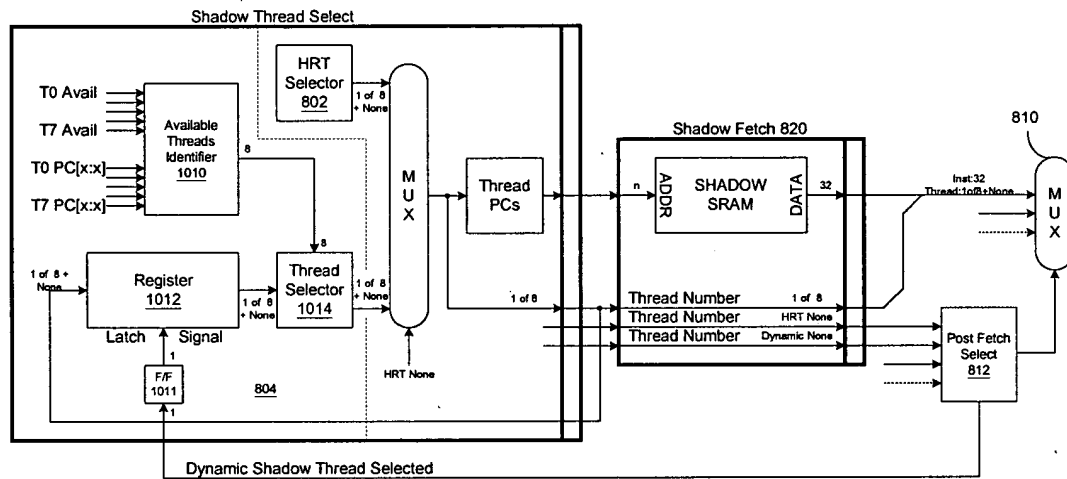 Shadow Thread Select
HRT
Selector
802
1 of 8
+ None
T0 Avail
T7 Avail
T0 PC[x:x]
T7 PC[x:x]
Available
Threads
Identifier
1010
8
MUX
Thread
PCs
Shadow Fetch 820
n
ADDR
SHADOW
SRAM
DATA
32
810
Inst:32
Thread:1of8+None
MUX
8
1 of 8 +
None
Register
1012
1 of 8
+ None
Thread
Selector
1014
1 of 8
+ None
1 of 8
Thread Number
1 of 8
Thread Number
HRT None
Thread Number
Dynamic None
Latch Signal
1
F/F
1011
1
804
HRT None
Post Fetch
Select
812
Dynamic Shadow Thread Selected